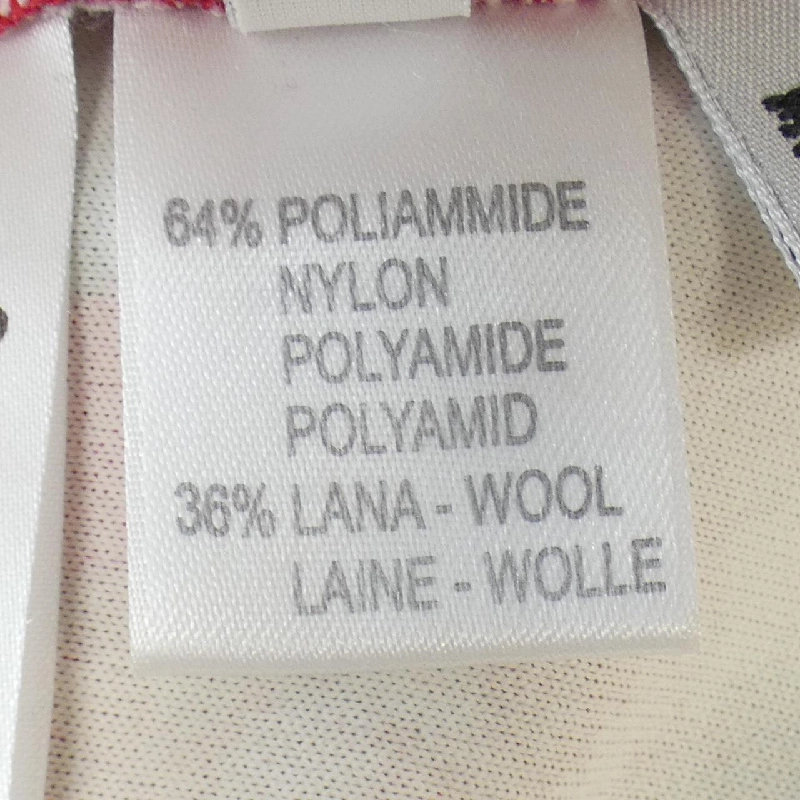 64% POLIAMMIDE
NYLON
POLYAMIDE
POLYAMID
36% LANA - WOOL
LAINE - WOLLE